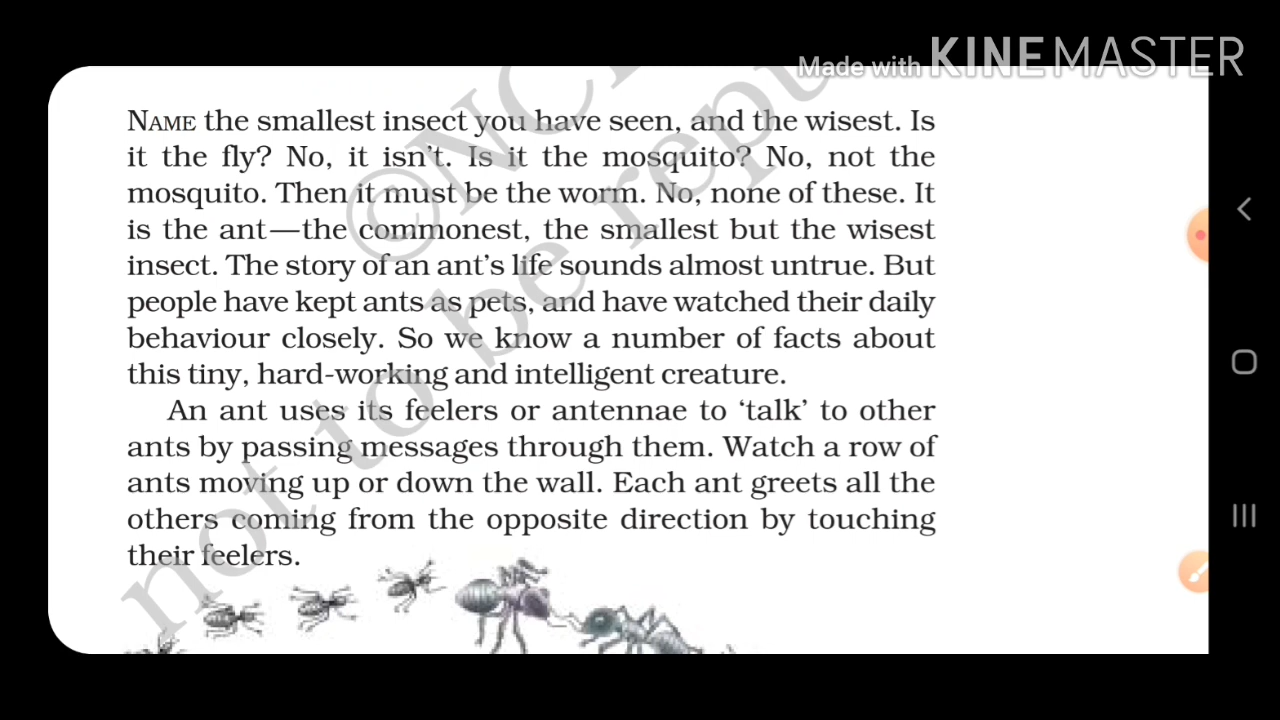 Made with KINEMASTER
NAME the smallest insect you have seen, and the wisest. Is
it the fly? No, it isn't. Is it the mosquito? No, not the
mosquito. Then it must be the worm. No, none of these. It
is the ant—the commonest, the smallest but the wisest
insect. The story of an ant's life sounds almost untrue. But
people have kept ants as pets, and have watched their daily
behaviour closely. So we know a number of facts about
this tiny, hard-working and intelligent creature.
An ant uses its feelers or antennae to ‘talk’ to other
ants by passing messages through them. Watch a row of
ants moving up or down the wall. Each ant greets all the
others coming from the opposite direction by touching
their feelers.
©NC
not to be repu